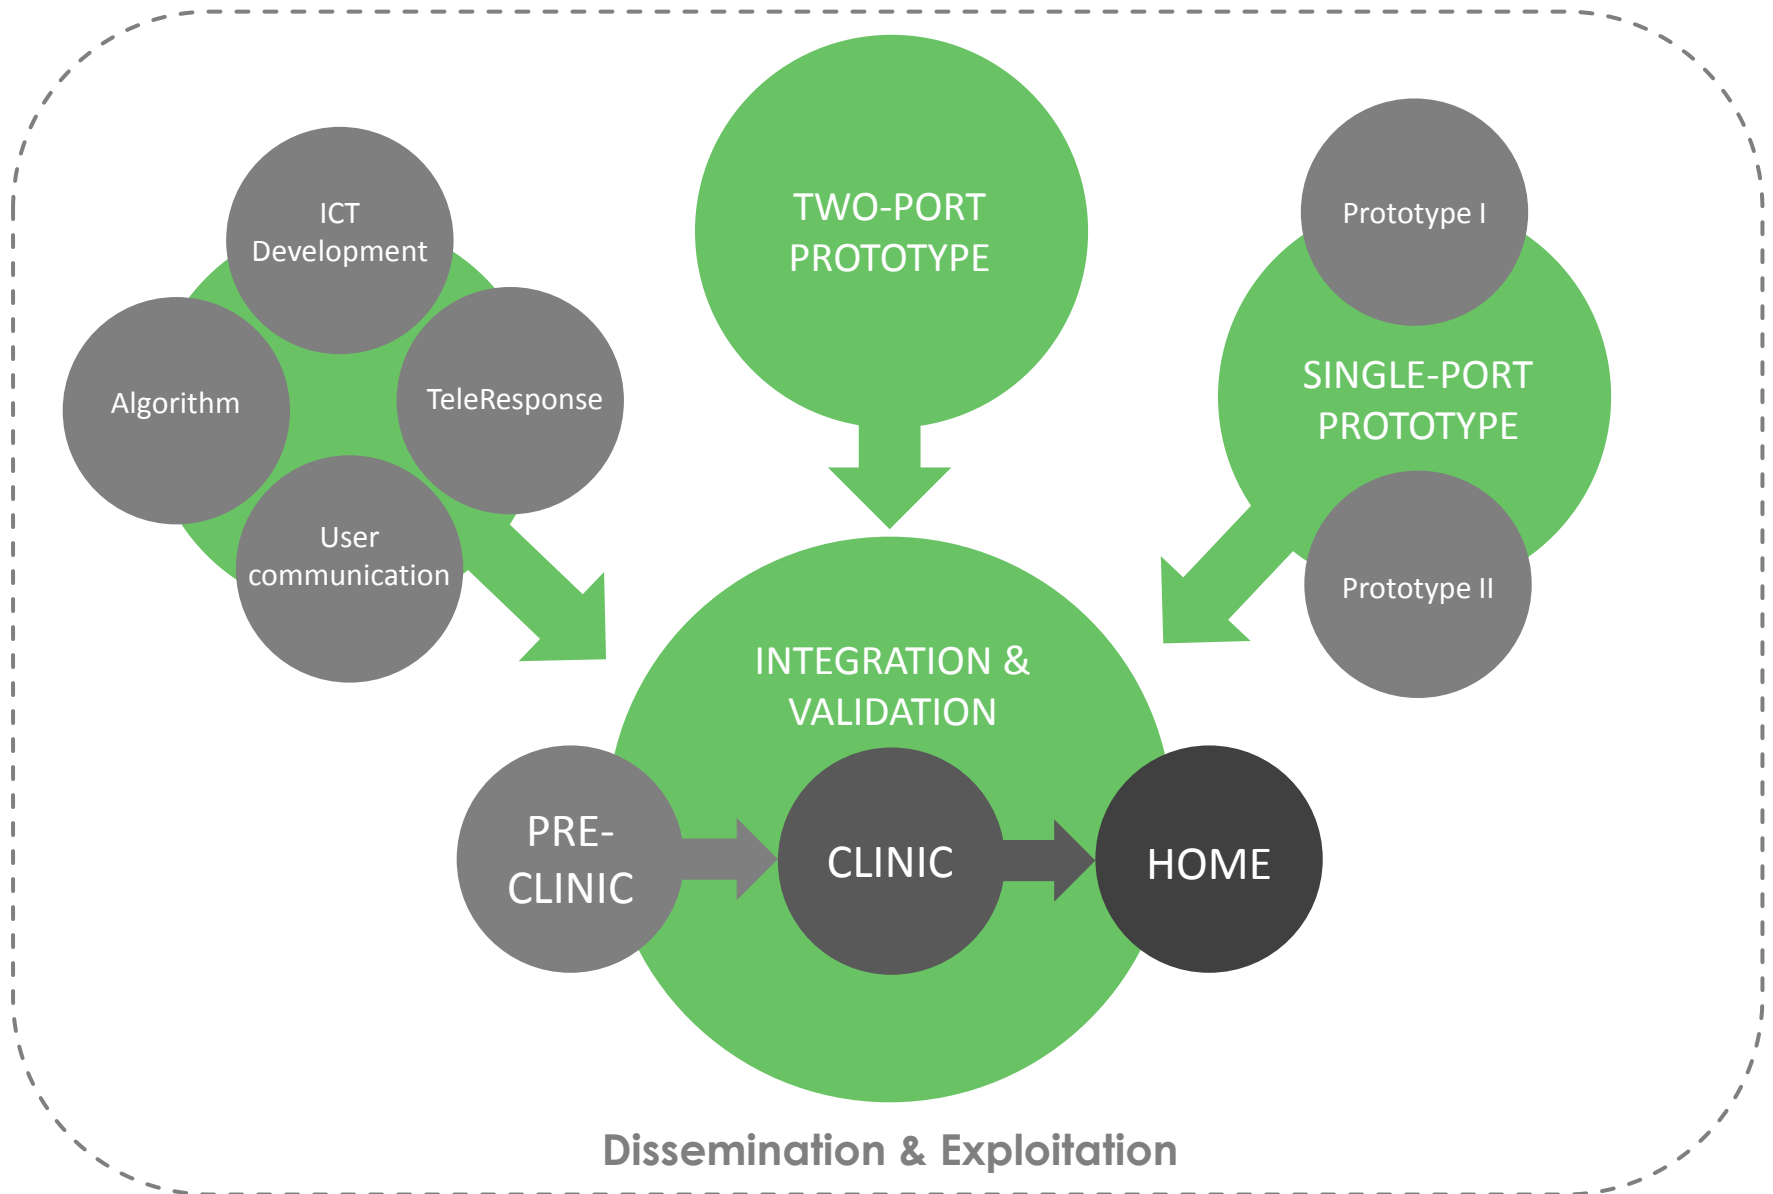 ICT
Development
Algorithm
TeleResponse
User
communication
TWO-PORT
PROTOTYPE
Prototype I
SINGLE-PORT
PROTOTYPE
Prototype II
INTEGRATION &
VALIDATION
PRE-
CLINIC
CLINIC
HOME
Dissemination & Exploitation